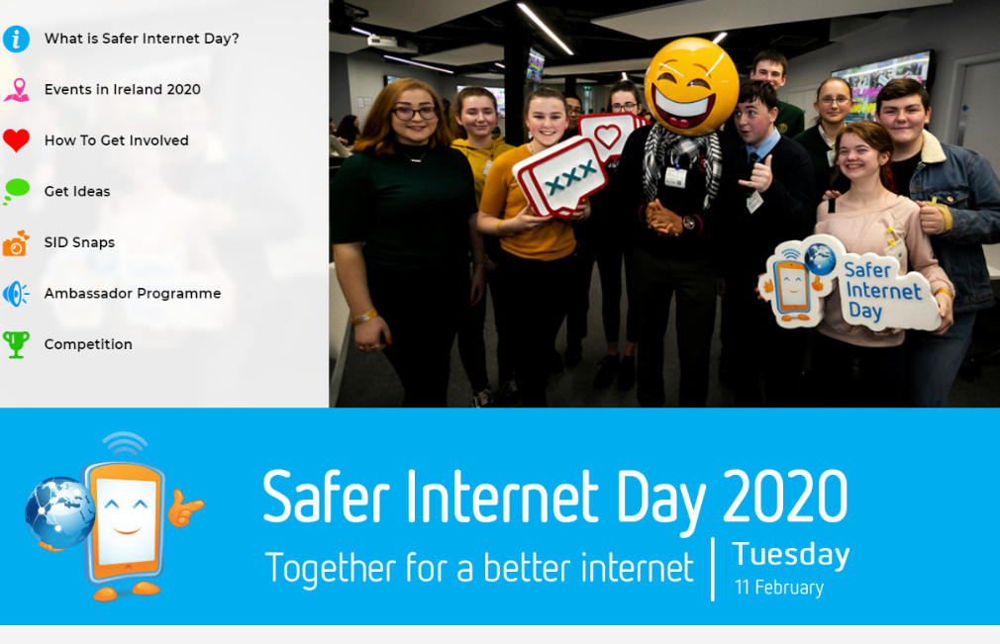 What is Safer Internet Day?
Events in Ireland 2020
How To Get Involved
Get Ideas
SID Snaps
Ambassador Programme
Competition
XXX
Safer
Internet
Day
Safer Internet Day 2020
Together for a better internet
Tuesday
11 February